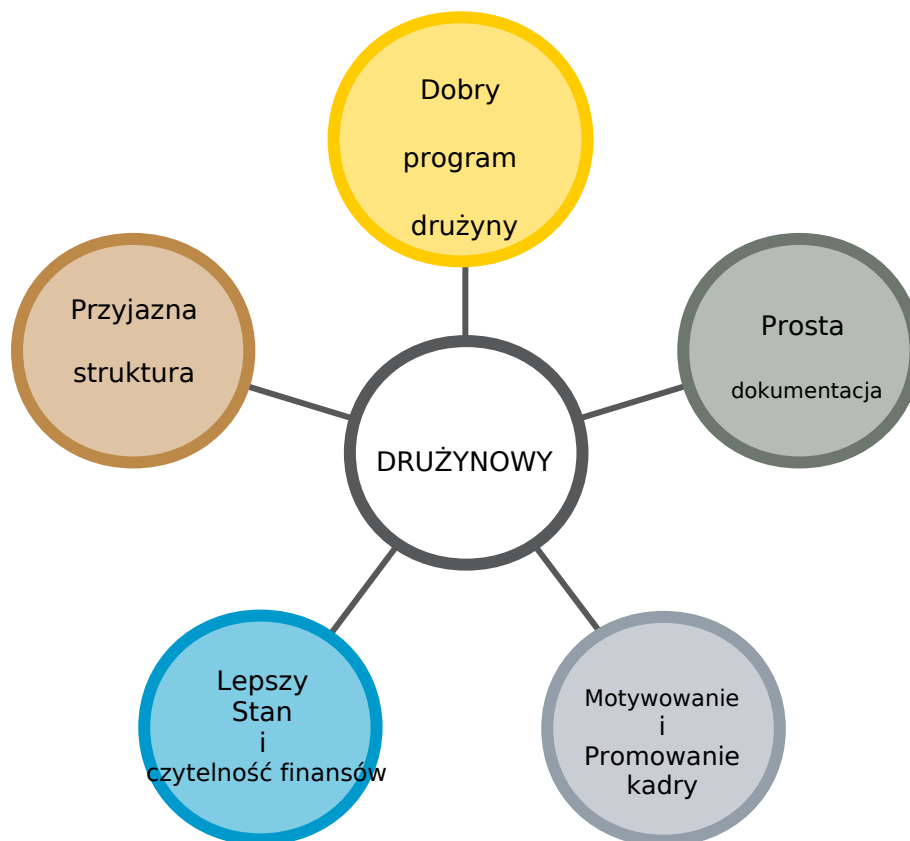 Dobry
program
drużyny
Przyjazna
struktura
Prosta
dokumentacja
DRUŻYNOWY
Lepszy
Stan
i
czytelność finansów
Motywowanie
i
Promowanie
kadry